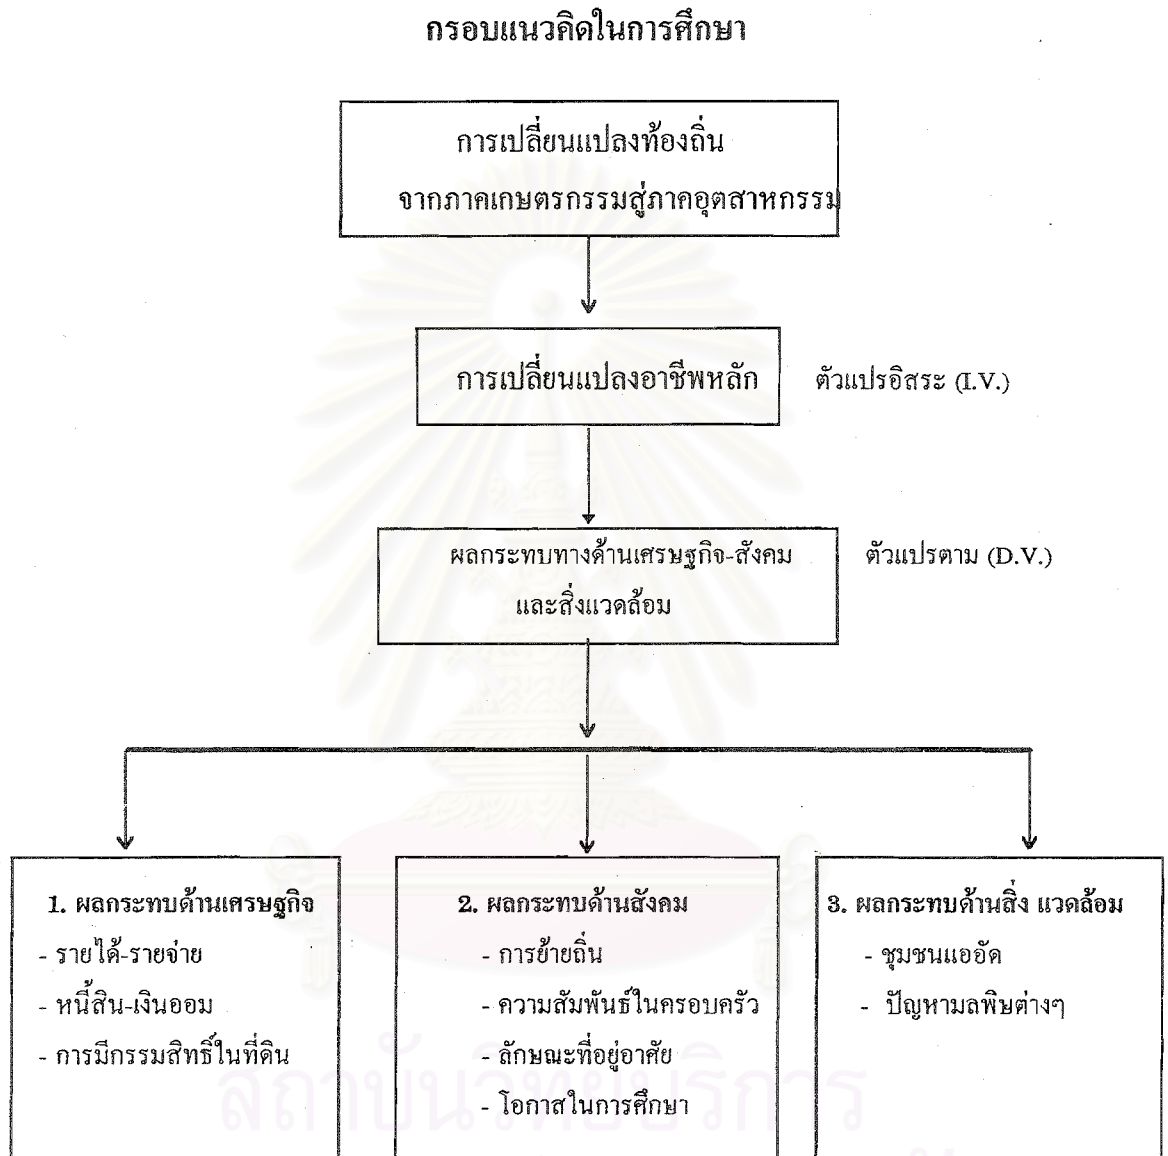 กรอบแนวคิดในการศึกษา
การเปลี่ยนแปลงท้องถิ่น
จากภาคเกษตรกรรมสู่ภาคอุตสาหกรรม
การเปลี่ยนแปลงอาชีพหลัก
ตัวแปรอิสระ (I.V.)
ผลกระทบทางด้านเศรษฐกิจ-สังคม
และสิ่งแวดล้อม
ตัวแปรตาม (D.V.)
1. ผลกระทบด้านเศรษฐกิจ
- รายได้-รายจ่าย
- หนี้สิน-เงินออม
- การมีกรรมสิทธิ์ในที่ดิน
2. ผลกระทบด้านสังคม
- การย้ายถิ่น
- ความสัมพันธ์ในครอบครัว
- ลักษณะที่อยู่อาศัย
- โอกาสในการศึกษา
3. ผลกระทบด้านสิ่ง แวดล้อม
- ชุมชนแออัด
- ปัญหามลพิษต่างๆ
สถาบันวิทยบริการ